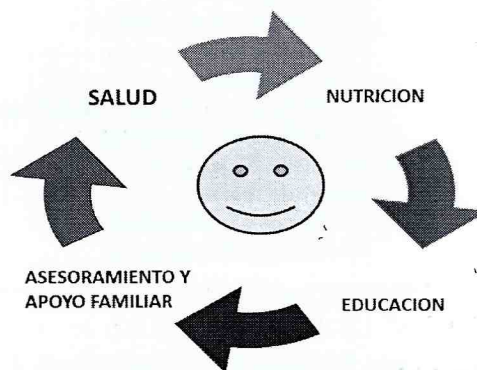 SALUD
NUTRICION
EDUCACION
ASESORAMIENTO Y
APOYO FAMILIAR